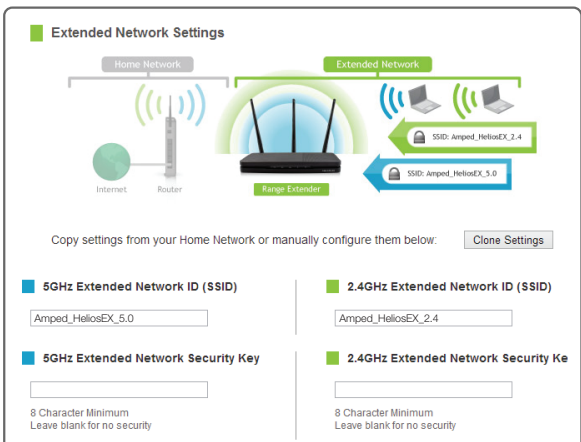 Extended Network Settings
Home Network
Extended Network
SSID: Amped_HeliosEX_2.4
SSID: Amped_HeliosEX_5.0
Internet
Router
Range Extender
Copy settings from your Home Network or manually configure them below:
Clone Settings
5GHz Extended Network ID (SSID)
2.4GHz Extended Network ID (SSID)
Amped_HeliosEX_5.0
Amped_HeliosEX_2.4
5GHz Extended Network Security Key
2.4GHz Extended Network Security Ke
8 Character Minimum
Leave blank for no security
8 Character Minimum
Leave blank for no security